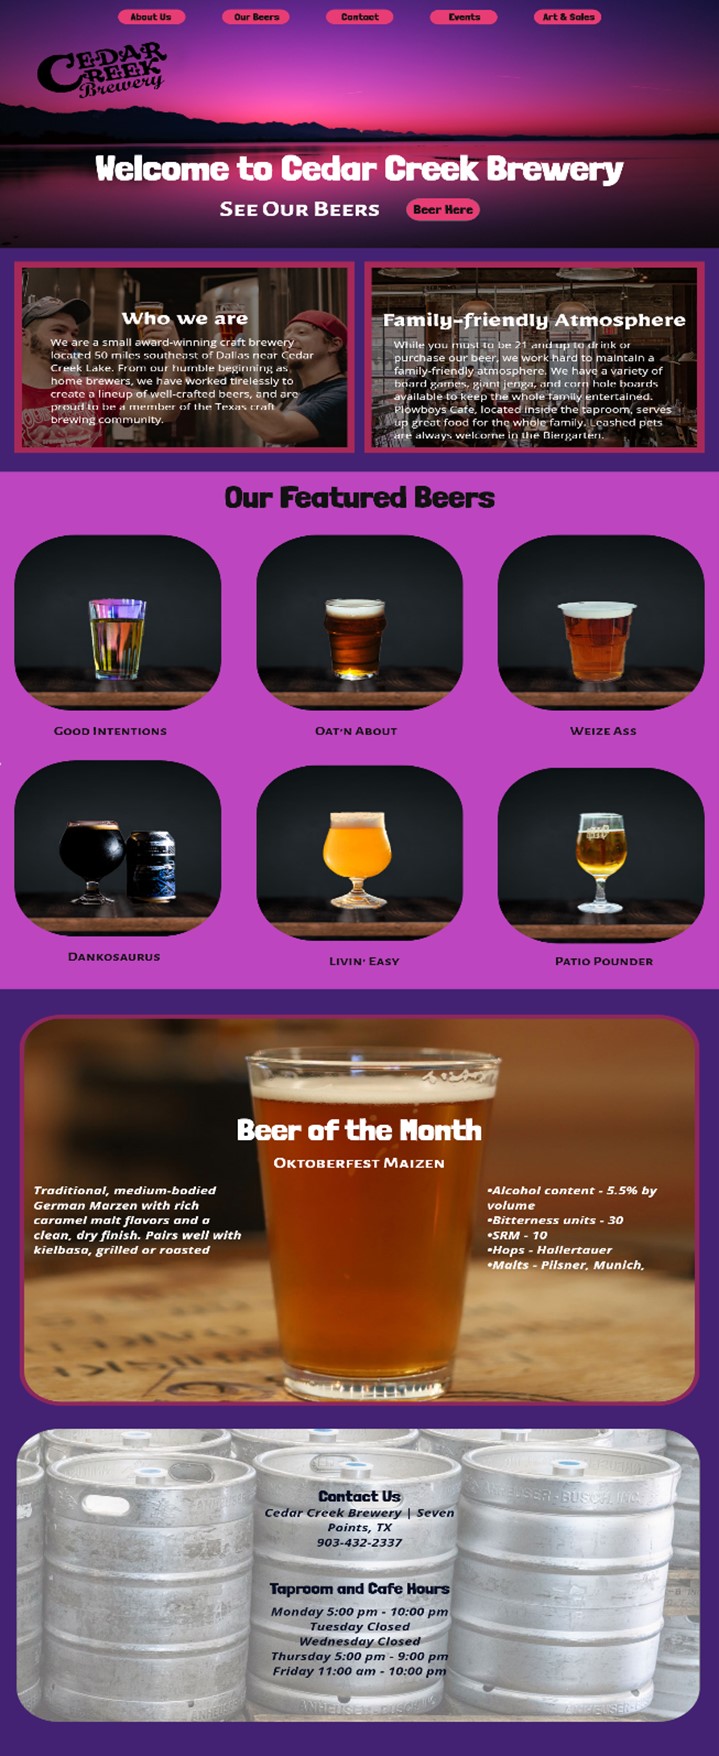 About Us Our Beers Contact Events Art & Sales
CEDAR
CREEK
Brewery
Welcome to Cedar Creek Brewery
See Our Beers Beer Here
Who we are
We are a small award-winning craft brewery
located 50 miles southeast of Dallas near Cedar
Creek Lake. From our humble beginning as
home brewers, we have worked tirelessly to
create a lineup of well-crafted beers, and are
proud to be a member of the Texas craft
brewing community.
Family-friendly Atmosphere
While you must to be 21 and up to drink or
purchase our beer, we work hard to maintain a
family-friendly atmosphere. We have a variety of
board games, giant jenga, and corn hole boards
available to keep the whole family entertained.
Plowboys Cafe, located inside the taproom, serves
up great food for the whole family. Leashed pets
are always welcome in the Biergarten.
Our Featured Beers
Good Intentions
Oat'n About
Weize Ass
Dankosaurus
Livin' Easy
Patio Pounder
Beer of the Month
Oktoberfest Maizen
Traditional, medium-bodied
German Marzen with rich
caramel malt flavors and a
clean, dry finish. Pairs well with
kielbasa, grilled or roasted
•Alcohol content - 5.5% by
volume
•Bitterness units - 30
•SRM - 10
•Hops - Hallertauer
•Malts - Pilsner, Munich,
ANHEUSER-BUSCH, INC.
Contact Us
Cedar Creek Brewery | Seven
Points, TX
903-432-2337
Taproom and Cafe Hours
Monday 5:00 pm - 10:00 pm
Tuesday Closed
Wednesday Closed
Thursday 5:00 pm - 9:00 pm
Friday 11:00 am - 10:00 pm